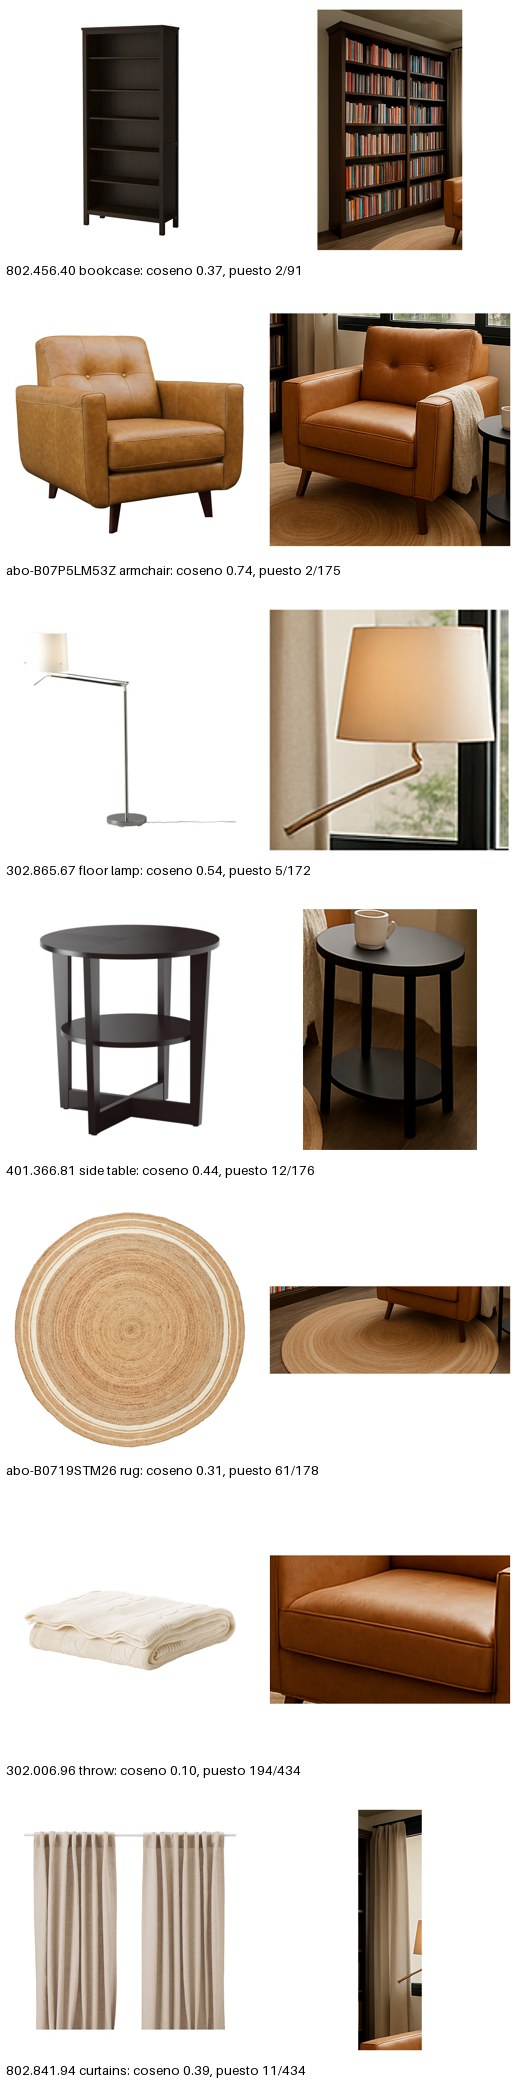 802.456.40 bookcase: coseno 0.37, puesto 2/91
abo-B07P5LM53Z armchair: coseno 0.74, puesto 2/175
302.865.67 floor lamp: coseno 0.54, puesto 5/172
401.366.81 side table: coseno 0.44, puesto 12/176
abo-B0719STM26 rug: coseno 0.31, puesto 61/178
302.006.96 throw: coseno 0.10, puesto 194/434
802.841.94 curtains: coseno 0.39, puesto 11/434